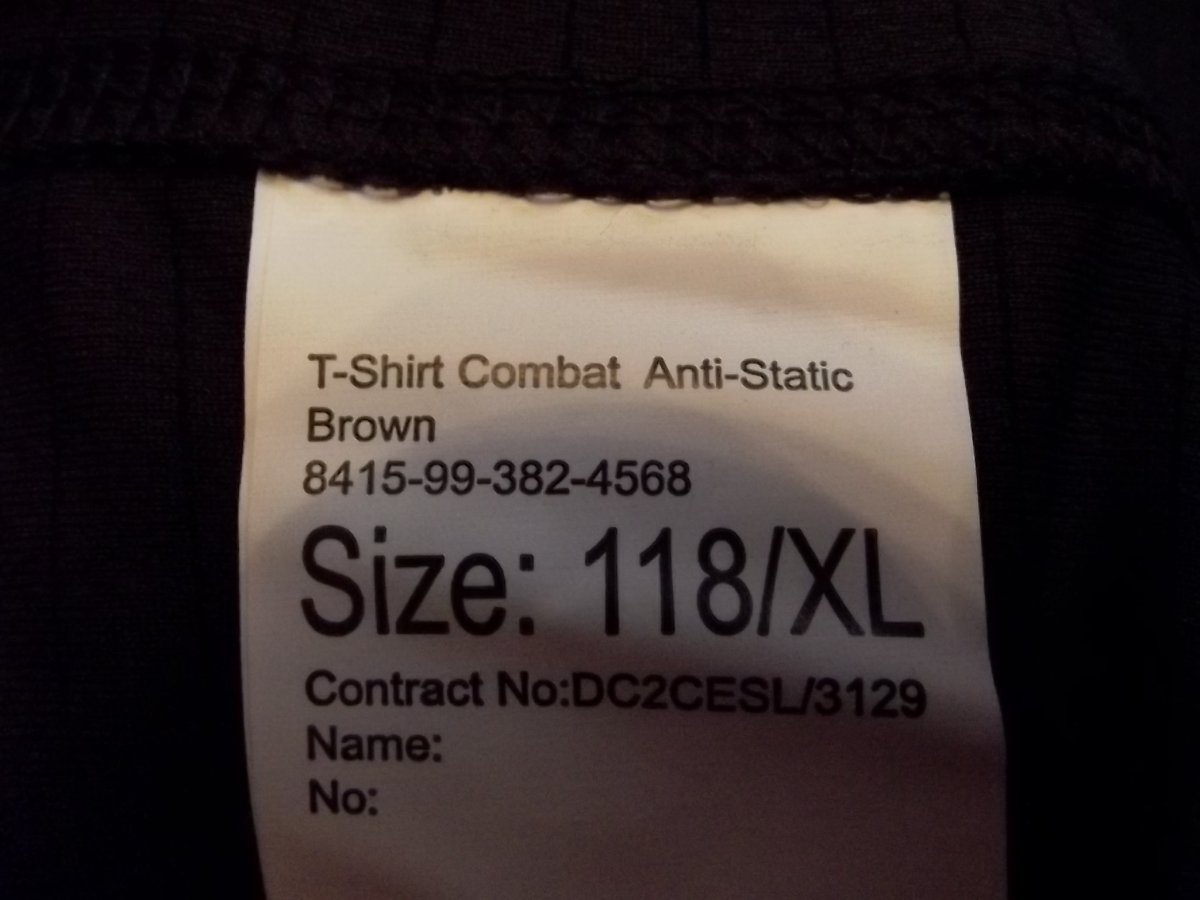 T-Shirt Combat Anti-Static
Brown
8415-99-382-4568
Size: 118/XL
Contract No:DC2CESL/3129
Name:
No: